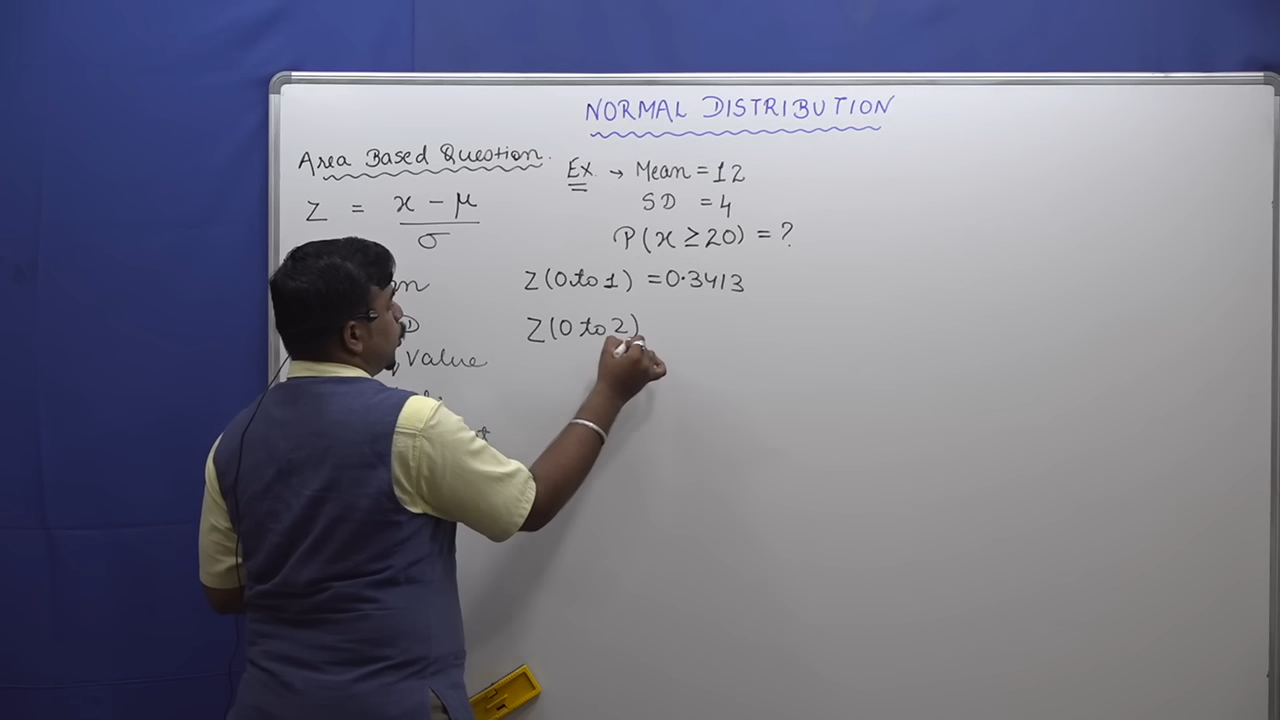 NORMAL DISTRIBUTION
Area Based Question.
Z = x - μ
σ
Value
Ex. → Mean = 12
SD = 4
P(x ≥ 20) = ?
Z(0 to 1) = 0.3413
Z(0 to 2)